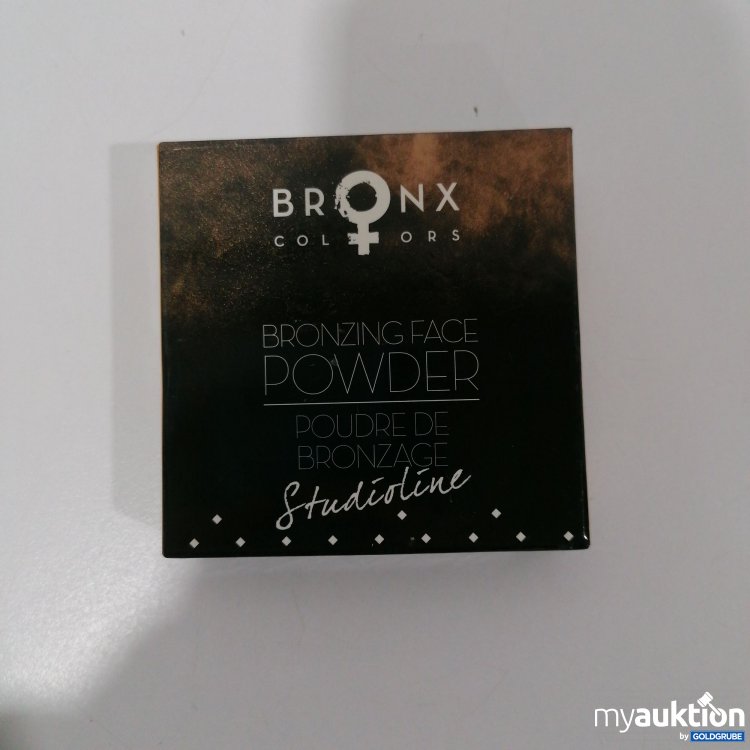 BRONX
COLORS
BRONZING FACE
POWDER
POUDRE DE
BRONZAGE
Studioline
myauktion
by GOLDGRUBE